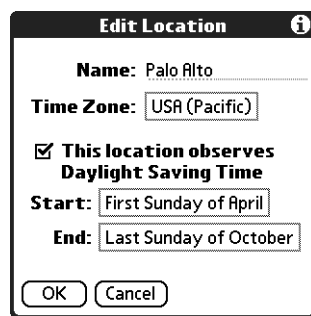 Edit Location
Name: Palo Alto
Time Zone: USA (Pacific)
This location observes
Daylight Saving Time
Start: First Sunday of April
End: Last Sunday of October
OK Cancel